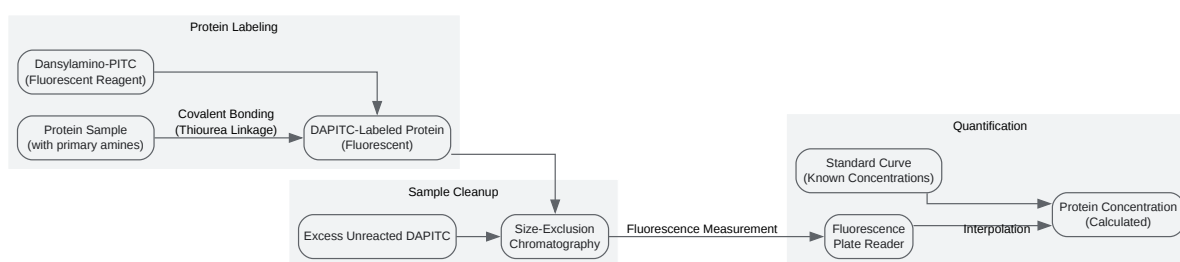 Protein Labeling
Dansylamino-PITC
(Fluorescent Reagent)
Covalent Bonding
(Thiourea Linkage)
Protein Sample
(with primary amines)
DAPITC-Labeled Protein
(Fluorescent)
Sample Cleanup
Excess Unreacted DAPITC
Size-Exclusion
Chromatography
Fluorescence Measurement
Quantification
Standard Curve
(Known Concentrations)
Fluorescence
Plate Reader
Interpolation
Protein Concentration
(Calculated)